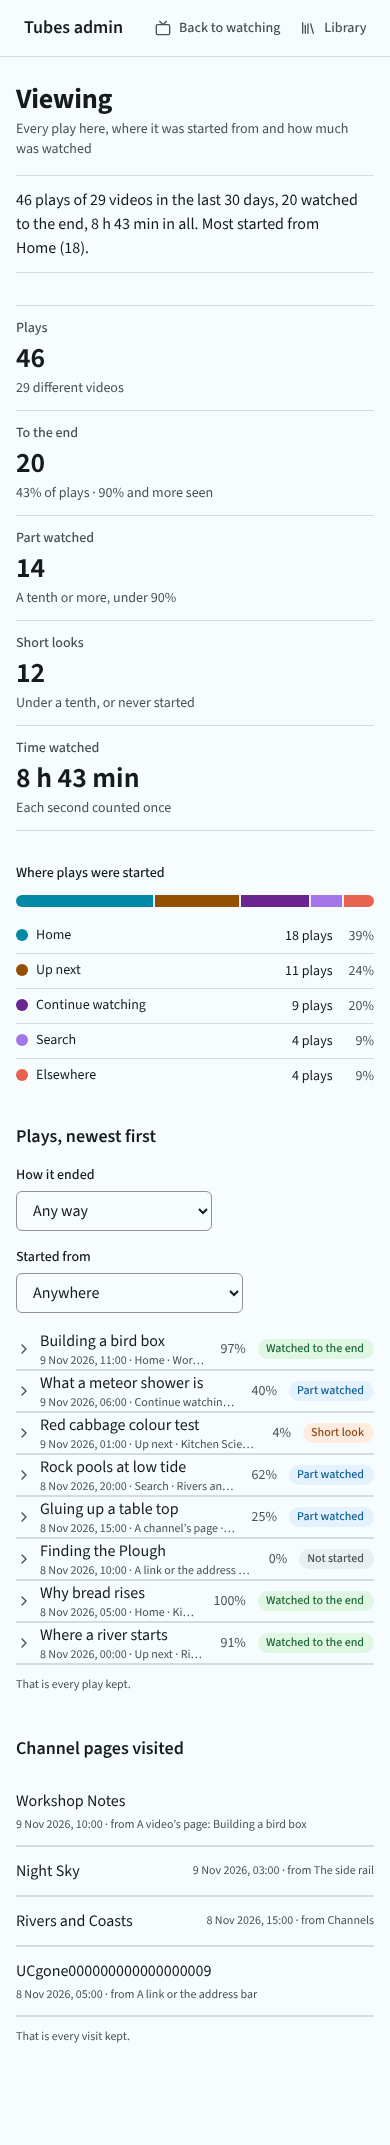 Tubes admin
Back to watching
Library
Viewing
Every play here, where it was started from and how much
was watched
46 plays of 29 videos in the last 30 days, 20 watched
to the end, 8 h 43 min in all. Most started from
Home (18).
Plays
46
29 different videos
To the end
20
43% of plays · 90% and more seen
Part watched
14
A tenth or more, under 90%
Short looks
12
Under a tenth, or never started
Time watched
8 h 43 min
Each second counted once
Where plays were started
Home 18 plays 39%
Up next 11 plays 24%
Continue watching 9 plays 20%
Search 4 plays 9%
Elsewhere 4 plays 9%
Plays, newest first
How it ended
Any way
Started from
Anywhere
Building a bird box
9 Nov 2026, 11:00 · Home · Wor…
97% Watched to the end
What a meteor shower is
9 Nov 2026, 06:00 · Continue watchin…
40% Part watched
Red cabbage colour test
9 Nov 2026, 01:00 · Up next · Kitchen Scie…
4% Short look
Rock pools at low tide
8 Nov 2026, 20:00 · Search · Rivers an…
62% Part watched
Gluing up a table top
8 Nov 2026, 15:00 · A channel’s page ·…
25% Part watched
Finding the Plough
8 Nov 2026, 10:00 · A link or the address …
0% Not started
Why bread rises
8 Nov 2026, 05:00 · Home · Ki…
100% Watched to the end
Where a river starts
8 Nov 2026, 00:00 · Up next · Ri…
91% Watched to the end
That is every play kept.
Channel pages visited
Workshop Notes
9 Nov 2026, 10:00 · from A video’s page: Building a bird box
Night Sky
9 Nov 2026, 03:00 · from The side rail
Rivers and Coasts
8 Nov 2026, 15:00 · from Channels
UCgone000000000000000009
8 Nov 2026, 05:00 · from A link or the address bar
That is every visit kept.